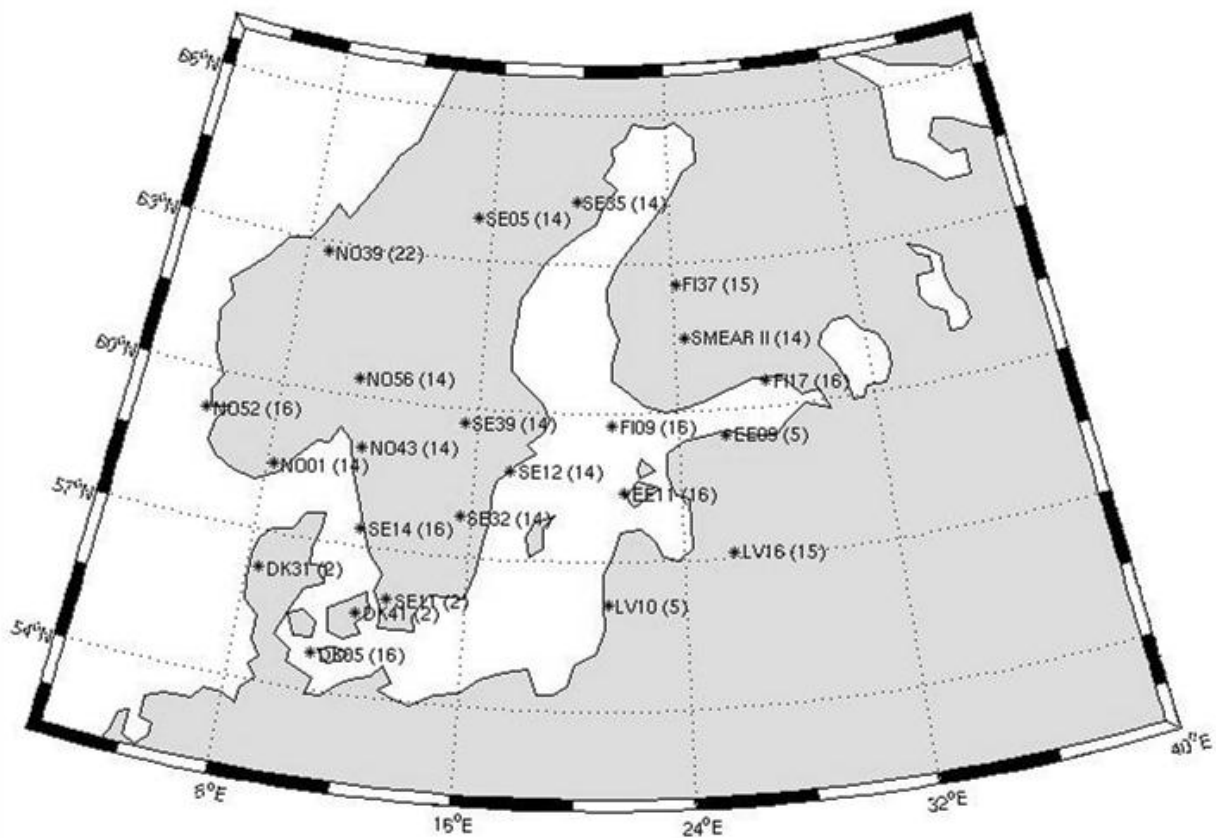 66°N
63°N
SE35 (14)
SE05 (14)
NO39 (22)
FI37 (15)
SMEAR II (14)
60°N
NO56 (14)
FI17 (16)
NO52 (16)
SE39 (14)
FI09 (16)
EE09 (5)
NO43 (14)
NO01 (14)
SE12 (14)
57°N
EE11 (16)
SE32 (14)
SE14 (16)
LV16 (15)
DK31 (2)
SE11 (2)
LV10 (5)
DK41 (2)
54°N
DK05 (16)
40°E
8°E
32°E
16°E
24°E